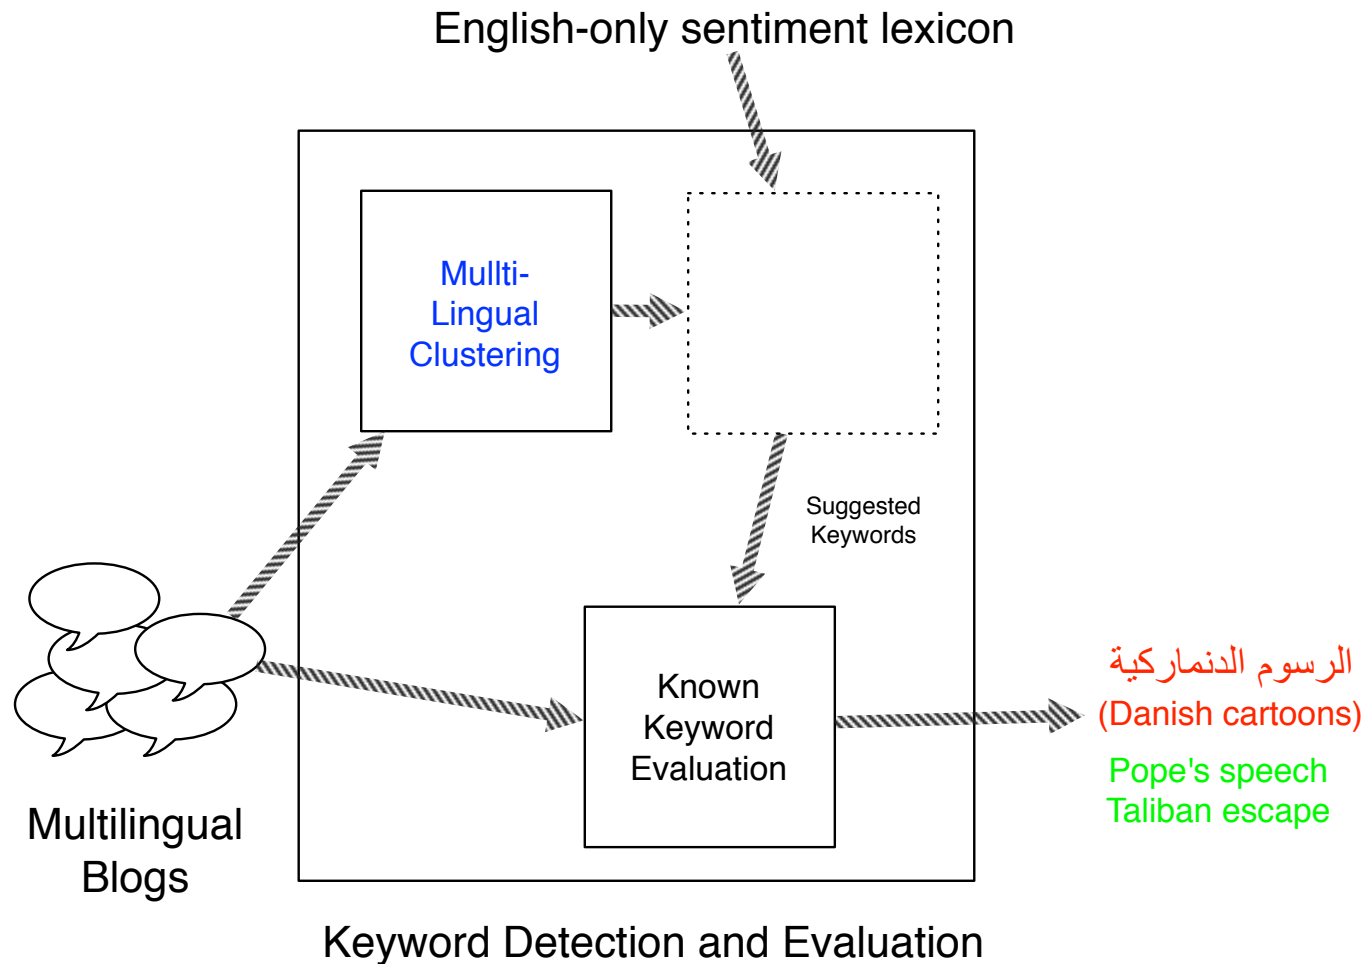 English-only sentiment lexicon
Mullti-
Lingual
Clustering
Suggested
Keywords
Known
Keyword
Evaluation
الرسوم الدنماركية
(Danish cartoons)
Pope's speech
Taliban escape
Multilingual
Blogs
Keyword Detection and Evaluation